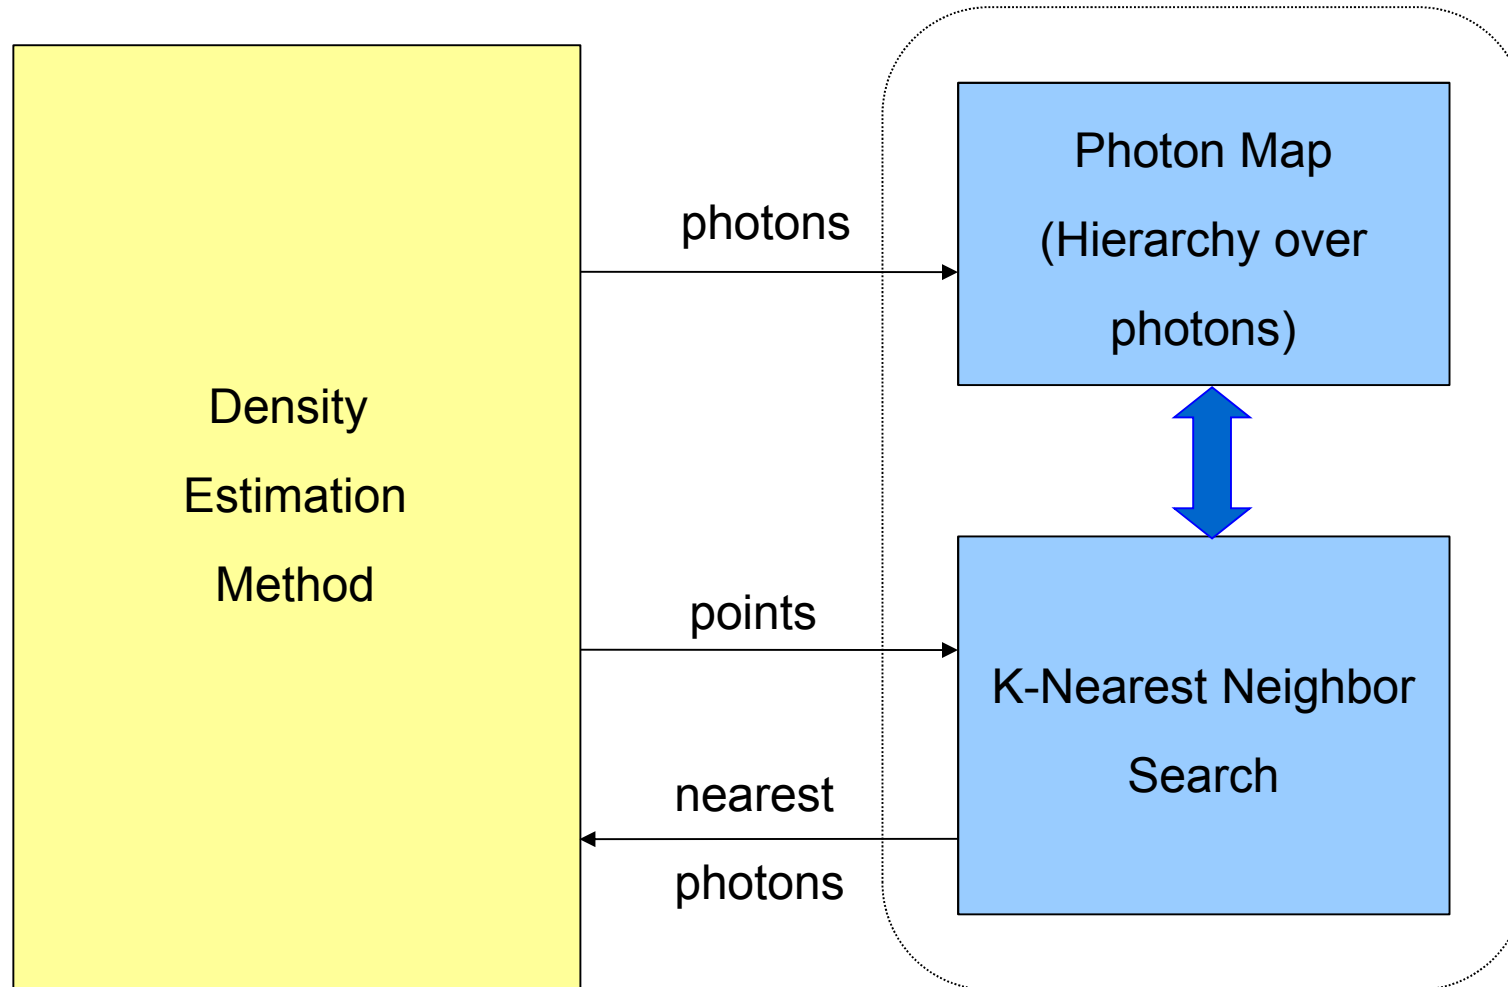 Density
Estimation
Method
photons
points
nearest
photons
Photon Map
(Hierarchy over
photons)
K-Nearest Neighbor
Search